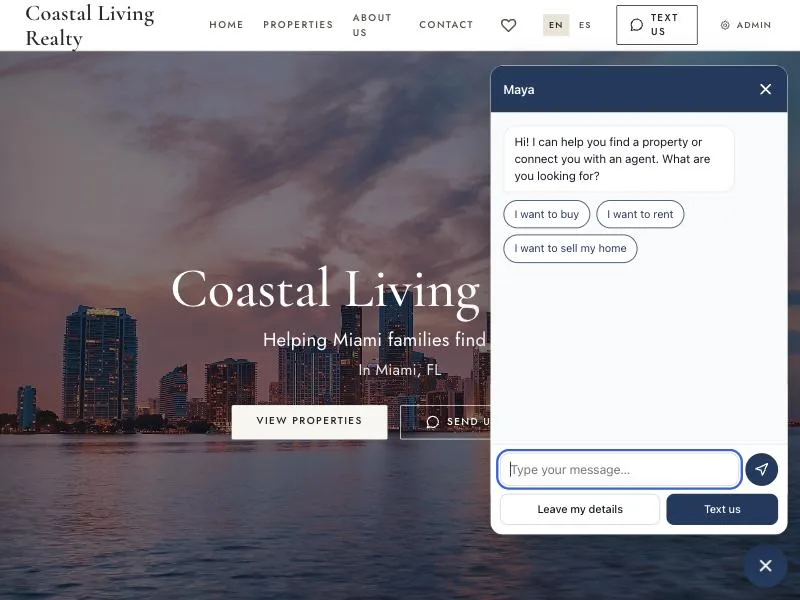 Coastal Living
Realty
HOME
PROPERTIES
ABOUT
US
CONTACT
EN
ES
TEXT
US
ADMIN
Coastal Living
Helping Miami families find
In Miami, FL
VIEW PROPERTIES
SEND U
Maya
Hi! I can help you find a property or
connect you with an agent. What are
you looking for?
I want to buy
I want to rent
I want to sell my home
Type your message...
Leave my details
Text us